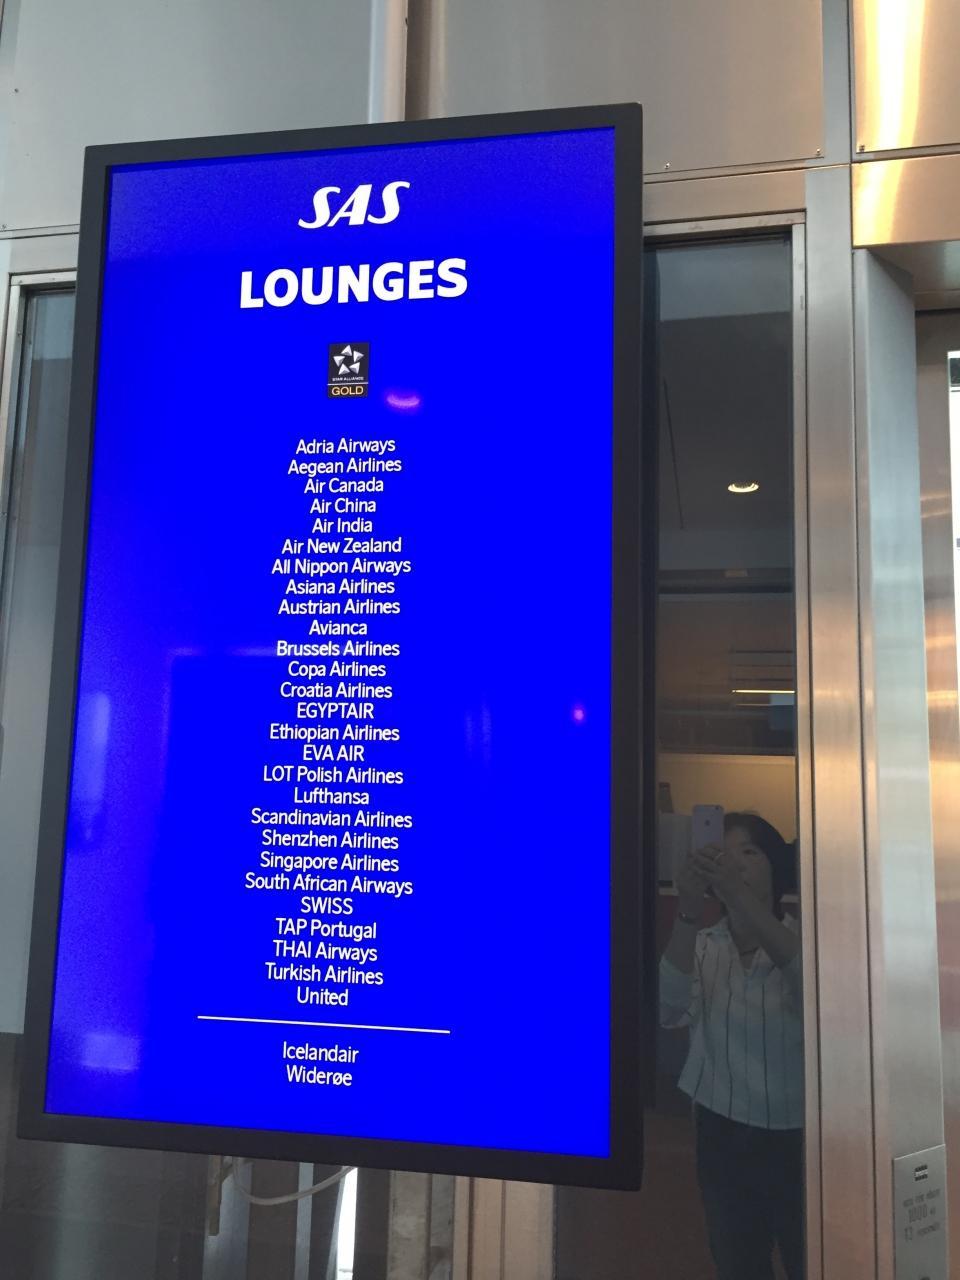 SAS
LOUNGES
STAR ALLIANCE
GOLD
Adria Airways
Aegean Airlines
Air Canada
Air China
Air India
Air New Zealand
All Nippon Airways
Asiana Airlines
Austrian Airlines
Avianca
Brussels Airlines
Copa Airlines
Croatia Airlines
EGYPTAIR
Ethiopian Airlines
EVA AIR
LOT Polish Airlines
Lufthansa
Scandinavian Airlines
Shenzhen Airlines
Singapore Airlines
South African Airways
SWISS
TAP Portugal
THAI Airways
Turkish Airlines
United
Icelandair
Widerøe